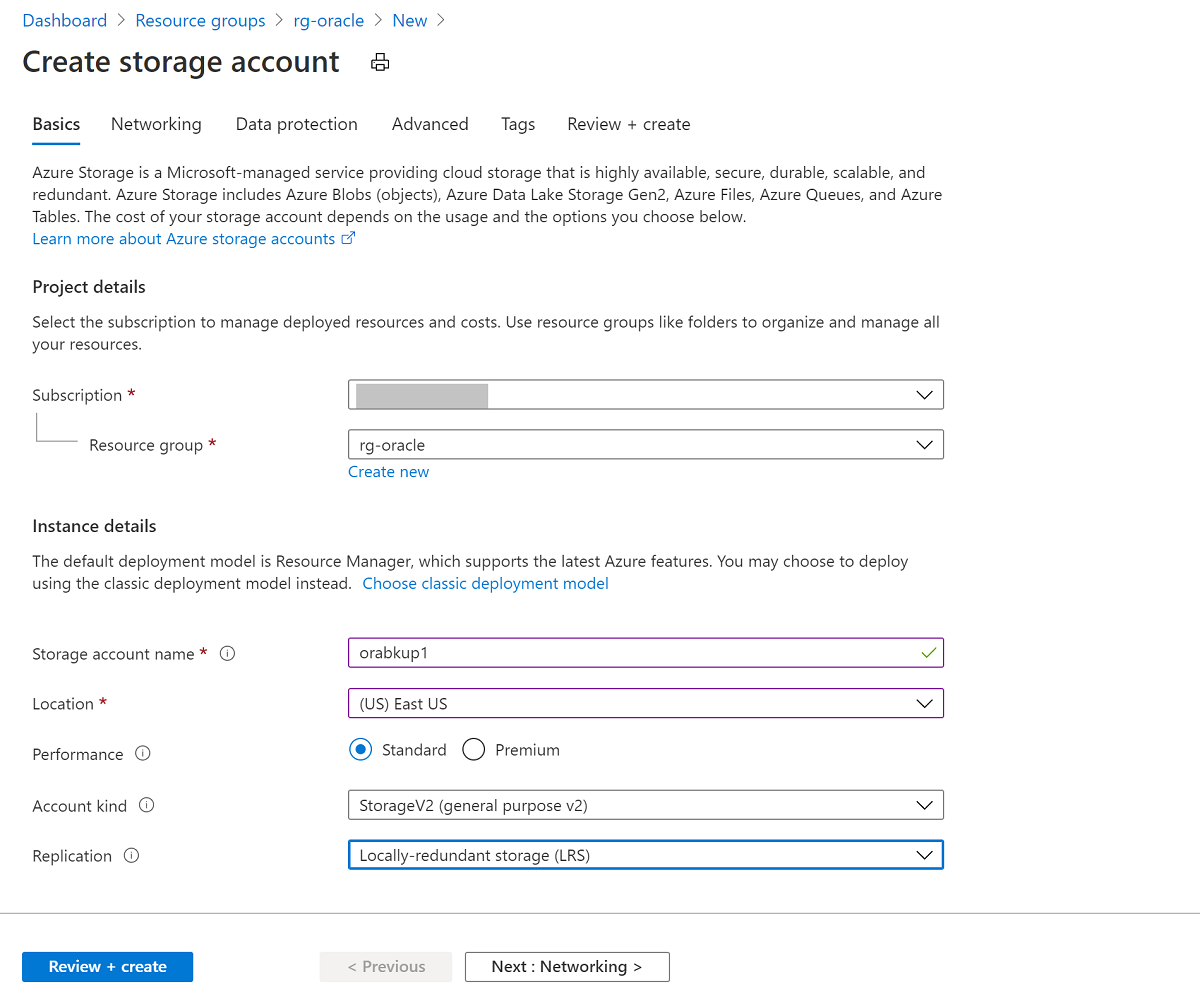 Dashboard > Resource groups > rg-oracle > New >
Create storage account
Basics Networking Data protection Advanced Tags Review + create
Azure Storage is a Microsoft-managed service providing cloud storage that is highly available, secure, durable, scalable, and
redundant. Azure Storage includes Azure Blobs (objects), Azure Data Lake Storage Gen2, Azure Files, Azure Queues, and Azure
Tables. The cost of your storage account depends on the usage and the options you choose below.
Learn more about Azure storage accounts
Project details
Select the subscription to manage deployed resources and costs. Use resource groups like folders to organize and manage all
your resources.
Subscription *
Resource group * rg-oracle
Create new
Instance details
The default deployment model is Resource Manager, which supports the latest Azure features. You may choose to deploy
using the classic deployment model instead. Choose classic deployment model
Storage account name * orabkup1
Location * (US) East US
Performance Standard Premium
Account kind StorageV2 (general purpose v2)
Replication Locally-redundant storage (LRS)
Review + create < Previous Next : Networking >